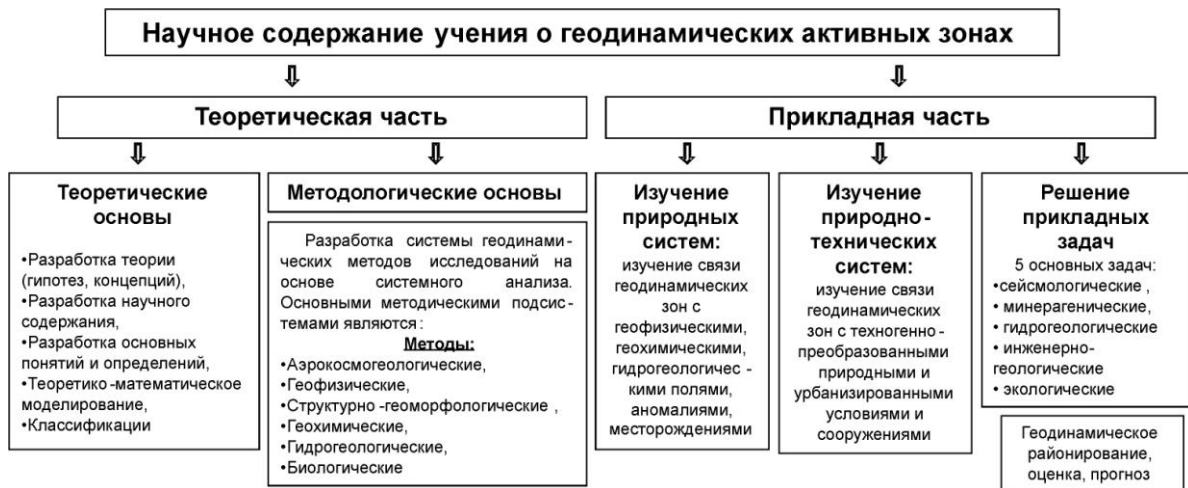 Научное содержание учения о геодинамических активных зонах
Теоретическая часть
Прикладная часть
Теоретические
основы
•Разработка теории
(гипотез, концепций),
•Разработка научного
содержания,
•Разработка основных
понятий и определений,
•Теоретико-математическое
моделирование,
•Классификации
Методологические основы
Разработка системы геодинами-
ческих методов исследований на
основе системного анализа.
Основными методическими подсис-
темами являются:
Методы:
•Аэрокосмогеологические,
•Геофизические,
•Структурно-геоморфологические,
•Геохимические,
•Гидрогеологические,
•Биологические
Изучение
природных
систем:
изучение связи
геодинамических
зон с
геофизическими,
геохимическими,
гидрогеологичес-
кими полями,
аномалиями,
месторождениями
Изучение
природно-
технических
систем:
изучение связи
геодинамических
зон с техногенно-
преобразованными
природными и
урбанизированными
условиями и
сооружениями
Решение
прикладных
задач
5 основных задач:
•сейсмологические,
• минерагенические,
• гидрогеологические
• инженерно-
геологические
• экологические
Геодинамическое
районирование,
оценка, прогноз